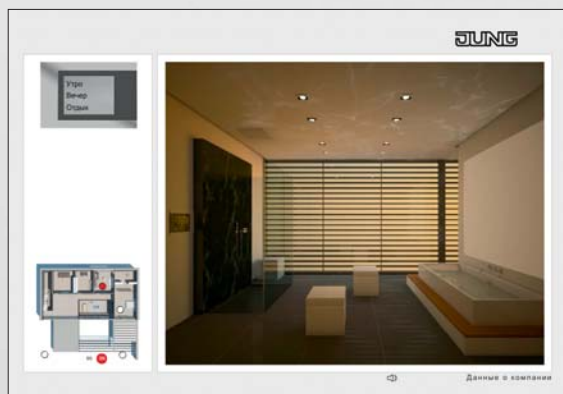 JUNG
Утро
Вечер
Отдых
Данные о компании